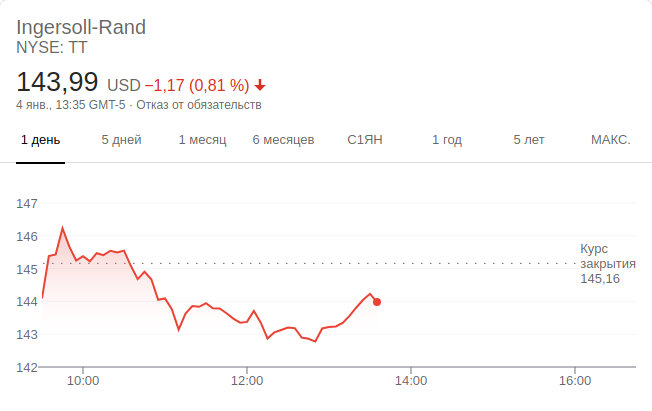 Ingersoll-Rand
NYSE: TT
143,99 USD −1,17 (0,81 %)
4 янв., 13:35 GMT-5 · Отказ от обязательств
1 день 5 дней 1 месяц 6 месяцев С1ЯН 1 год 5 лет МАКС.
147
146
Курс
145 закрытия
145,16
144
143
142
10:00 12:00 14:00 16:00